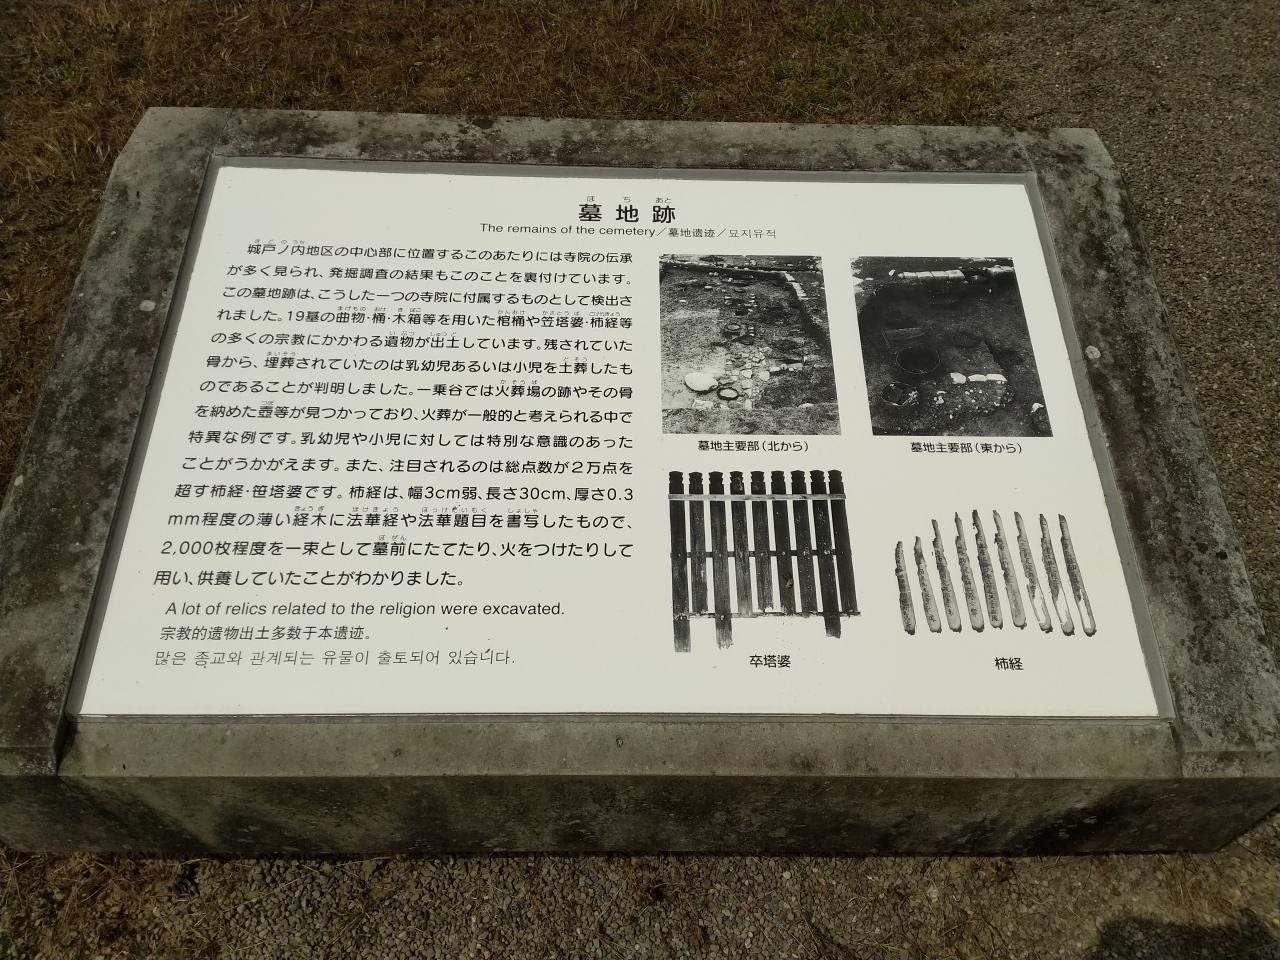 墓地跡
The remains of the cemetery／墓地遗迹／묘지유적
城戸ノ内地区の中心部に位置するこのあたりには寺院の伝承
が多く見られ、発掘調査の結果もこのことを裏付けています。
この墓地跡は、こうした一つの寺院に付属するものとして検出さ
れました。19基の曲物・桶・木箱等を用いた棺桶や笠塔婆・柿経等
の多くの宗教にかかわる遺物が出土しています。残されていた
骨から、埋葬されていたのは乳幼児あるいは小児を土葬したも
のであることが判明しました。一乗谷では火葬場の跡やその骨
を納めた壺等が見つかっており、火葬が一般的と考えられる中で
特異な例です。乳幼児や小児に対しては特別な意識のあった
ことがうかがえます。また、注目されるのは総点数が2万点を
超す柿経・笹塔婆です。柿経は、幅3cm弱、長さ30cm、厚さ0.3
mm程度の薄い経木に法華経や法華題目を書写したもので、
2,000枚程度を一束として墓前にたてたり、火をつけたりして
用い、供養していたことがわかりました。
A lot of relics related to the religion were excavated.
宗教的遗物出土多数于本遗迹。
많은 종교와 관계되는 유물이 출토되어 있습니다.
墓地主要部（北から）
墓地主要部（東から）
卒塔婆
柿経